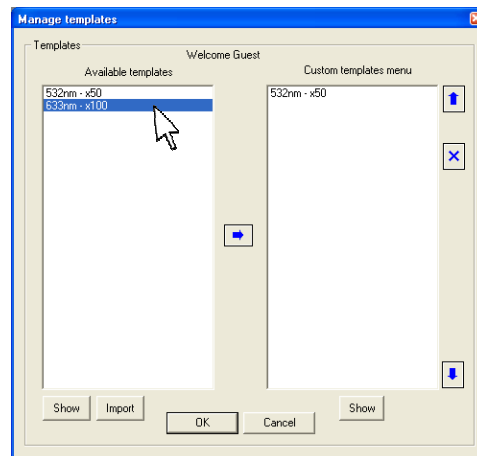 Manage templates
Templates
Welcome Guest
Available templates
Custom templates menu
532nm - x50
633nm - x100
532nm - x50
Show
Import
Show
OK
Cancel